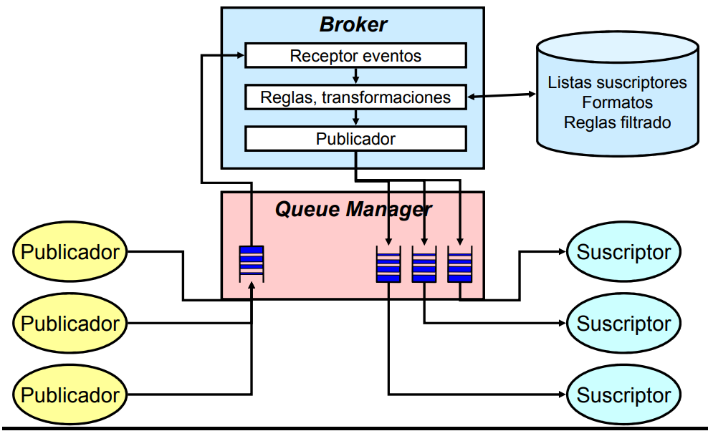 Broker
Receptor eventos
Reglas, transformaciones
Publicador
Listas suscriptores
Formatos
Reglas filtrado
Queue Manager
Publicador
Publicador
Publicador
Suscriptor
Suscriptor
Suscriptor